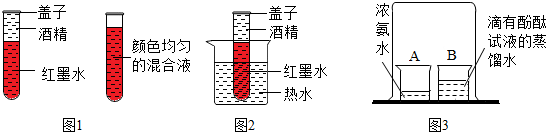 盖子
酒精
红墨水
颜色均匀
的混合液
图1
盖子
酒精
红墨水
热水
图2
浓
氨
水
A
B
滴有酚酞
试液的蒸
馏水
图3